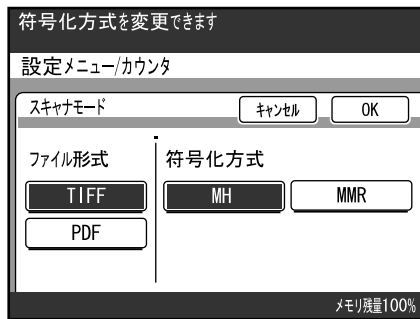 符号化方式を変更できます
設定メニュー/カウンタ
スキャナモード
キャンセル
OK
ファイル形式
符号化方式
TIFF
MH
MMR
PDF
メモリ残量100%